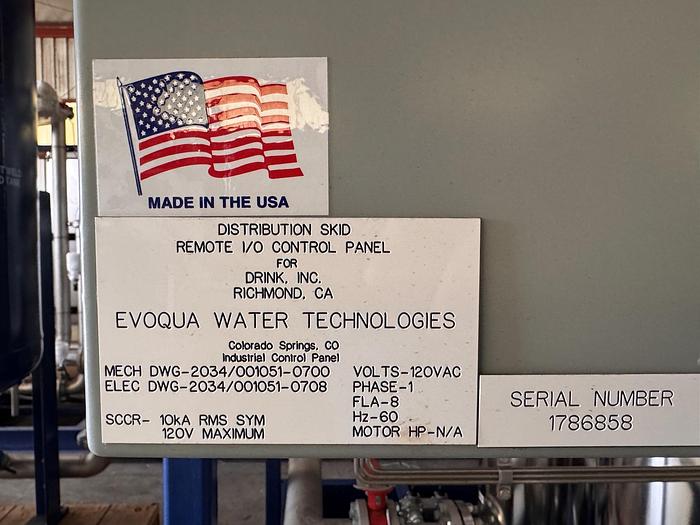 MADE IN THE USA
DISTRIBUTION SKID
REMOTE I/O CONTROL PANEL
FOR
DRINK, INC.
RICHMOND, CA
EVOQUA WATER TECHNOLOGIES
Colorado Springs, CO
Industrial Control Panel
MECH DWG-2034/001051-0700
ELEC DWG-2034/001051-0708
SCCR- 10kA RMS SYM
120V MAXIMUM
VOLTS-120VAC
PHASE-1
FLA-8
Hz-60
MOTOR HP-N/A
SERIAL NUMBER
1786858